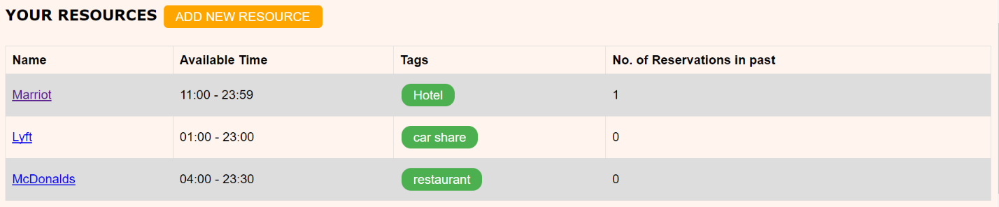 YOUR RESOURCES ADD NEW RESOURCE
Name Available Time Tags No. of Reservations in past
Marriot 11:00 - 23:59 Hotel 1
Lyft 01:00 - 23:00 car share 0
McDonalds 04:00 - 23:30 restaurant 0